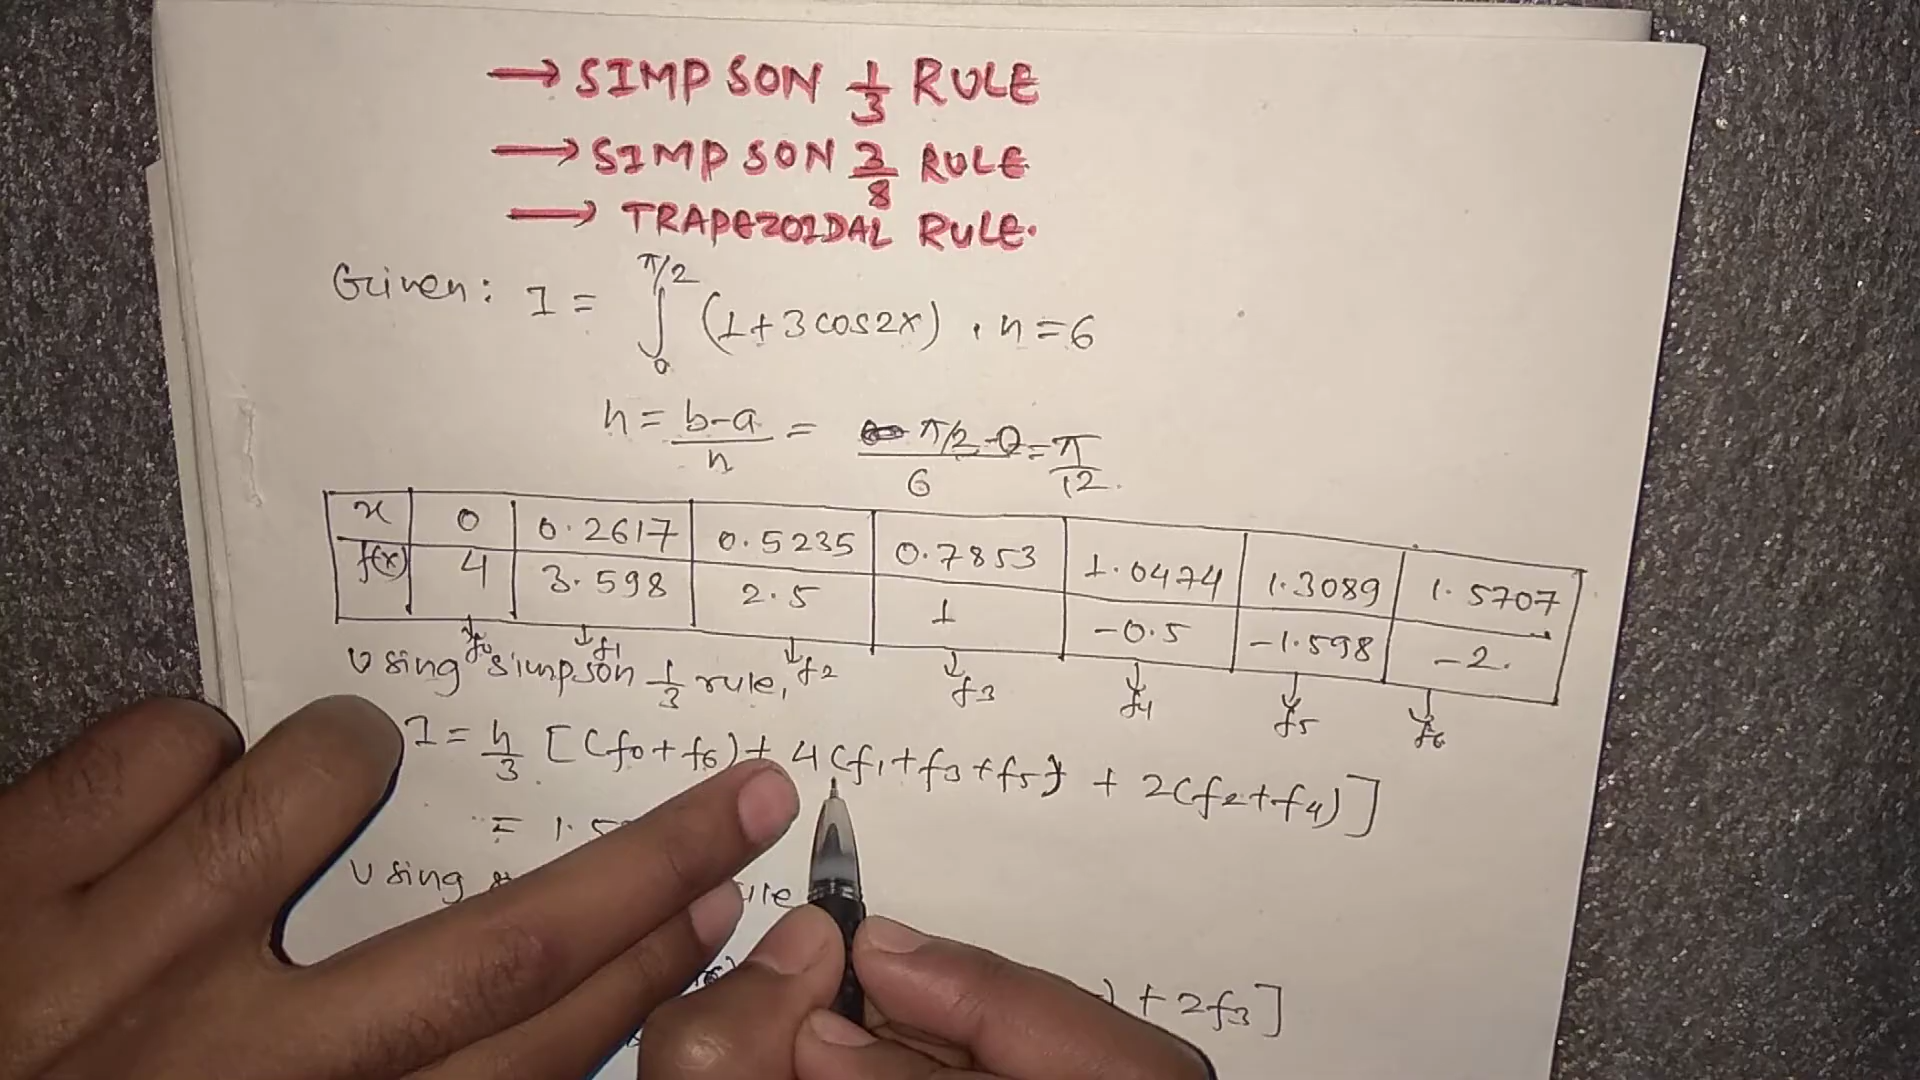 → SIMPSON 1/3 RULE
→ SIMPSON 3/8 RULE
→ TRAPEZOIDAL RULE.
Given: I = ∫₀^π/2 (1+3cos2x), n=6
h = b-a/n = π/2-0/6 = π/12.
x 0 0.2617 0.5235 0.7853 1.0474 1.3089 1.5707
f(x) 4 3.598 2.5 1 -0.5 -1.598 -2.
↓f0 ↓f1 ↓f2 ↓f3 ↓f4 ↓f5 ↓f6
Using simpson 1/3 rule,
I = h/3 [(f0+f6)+4(f1+f3+f5)+2(f2+f4)]
= 1.5
Using
+2f3]